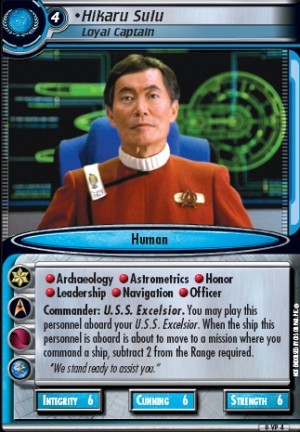 4
•Hikaru Sulu
Loyal Captain
Human
Archaeology Astrometrics Honor
Leadership Navigation Officer
Commander: U.S.S. Excelsior. You may play this
personnel aboard your U.S.S. Excelsior. When the ship this
personnel is aboard is about to move to a mission where you
command a ship, subtract 2 from the Range required.
"We stand ready to assist you."
INTEGRITY 6 CUNNING 6 STRENGTH 6
6 VP 4